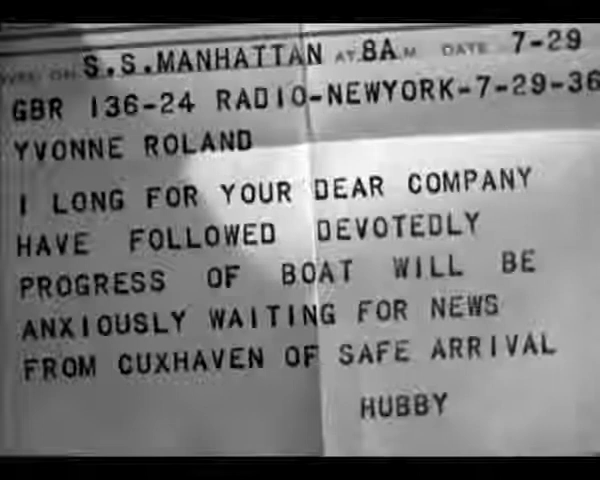 ON S.S.MANHATTAN AT 8A M DATE 7-29
GBR 136-24 RADIO-NEWYORK-7-29-36
YVONNE ROLAND
I LONG FOR YOUR DEAR COMPANY
HAVE FOLLOWED DEVOTEDLY
PROGRESS OF BOAT WILL BE
ANXIOUSLY WAITING FOR NEWS
FROM CUXHAVEN OF SAFE ARRIVAL
HUBBY